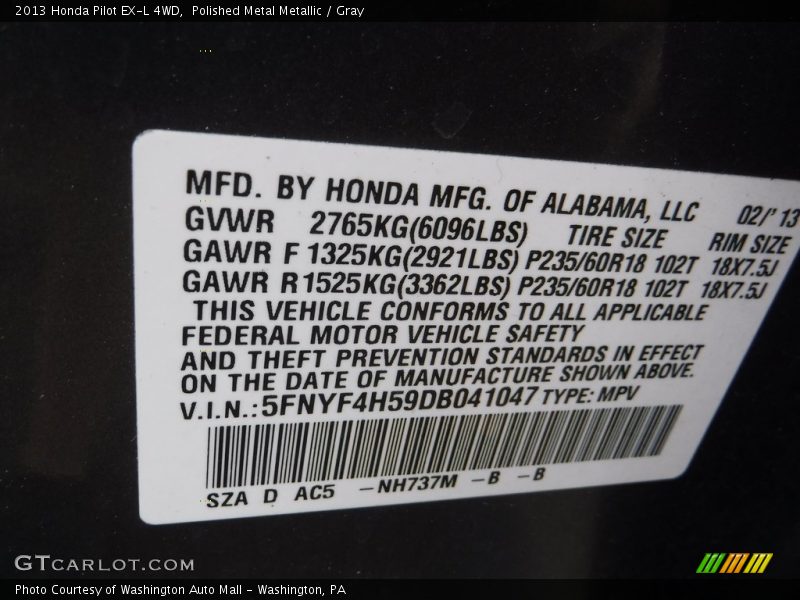 2013 Honda Pilot EX-L 4WD, Polished Metal Metallic / Gray
MFD. BY HONDA MFG. OF ALABAMA, LLC 02/'13
GVWR 2765KG(6096LBS) TIRE SIZE RIM SIZE
GAWR F 1325KG(2921LBS) P235/60R18 102T 18X7.5J
GAWR R 1525KG(3362LBS) P235/60R18 102T 18X7.5J
THIS VEHICLE CONFORMS TO ALL APPLICABLE
FEDERAL MOTOR VEHICLE SAFETY
AND THEFT PREVENTION STANDARDS IN EFFECT
ON THE DATE OF MANUFACTURE SHOWN ABOVE.
V.I.N.: 5FNYF4H59DB041047 TYPE: MPV
SZA D AC5 -NH737M -B -B
GTCARLOT.COM
Photo Courtesy of Washington Auto Mall - Washington, PA